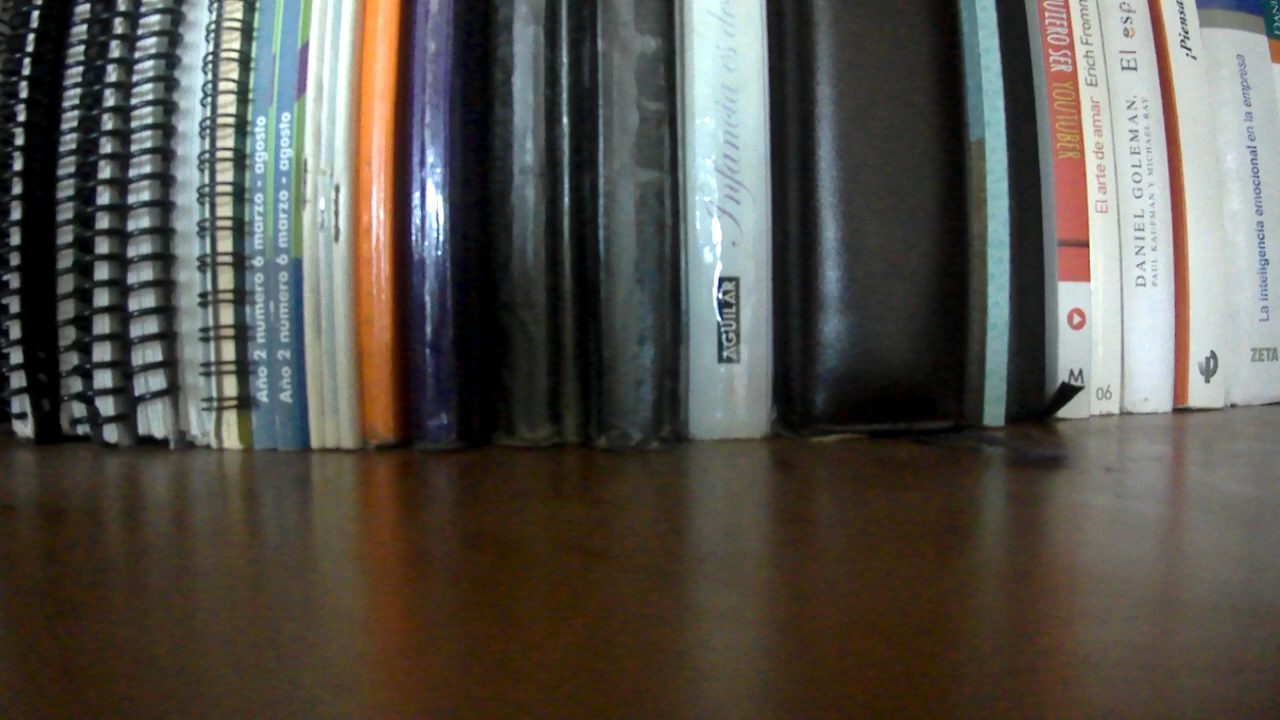 Año 2 número 6 marzo - agosto
Año 2 número 6 marzo - agosto
Infancia es des
AGUILAR
QUIERO SER YOUTUBER
M
El arte de amar Erich Fromm
06
DANIEL GOLEMAN, El esp
PAUL KAUFMAN Y MICHAEL RAY
¡Piensa
La inteligencia emocional en la empresa
ZETA